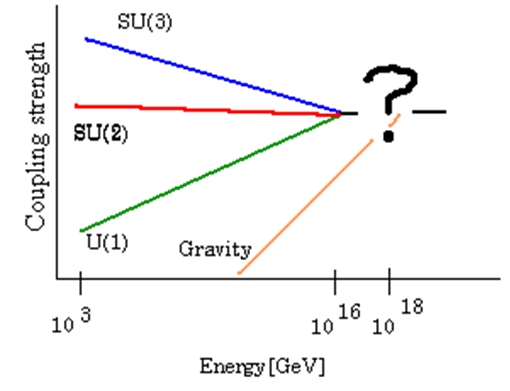 SU(3)
?
SU(2)
Coupling strength
U(1)
Gravity
10 3
10 16
10 18
Energy[GeV]